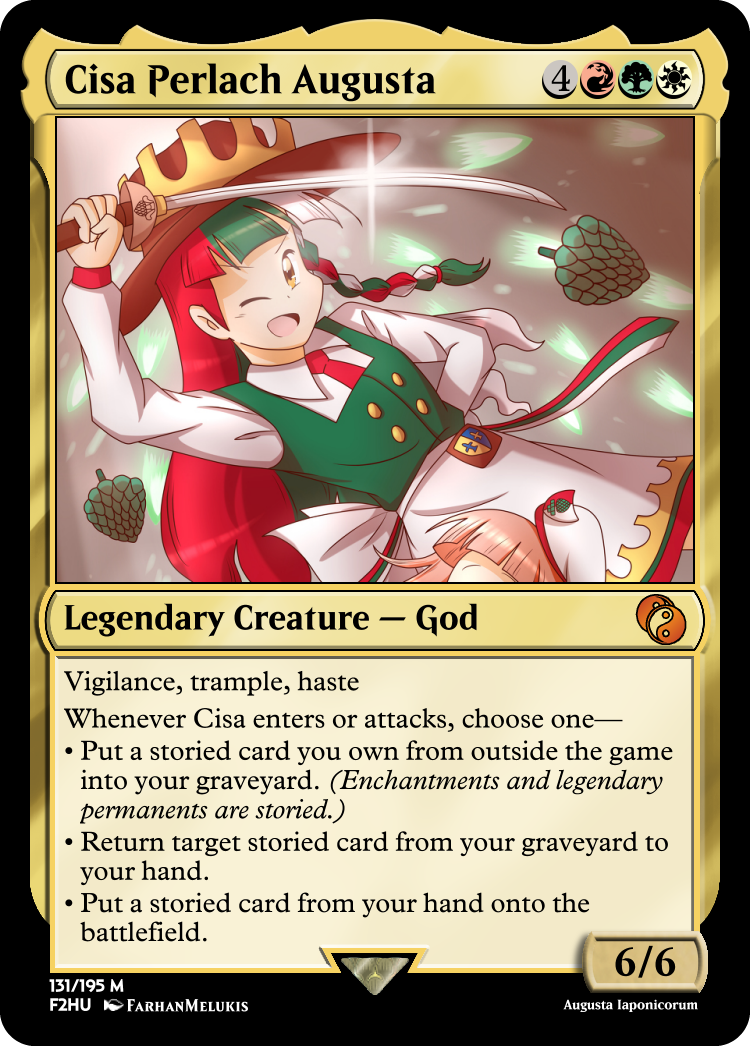 Cisa Perlach Augusta 4
Legendary Creature — God
Vigilance, trample, haste
Whenever Cisa enters or attacks, choose one—
• Put a storied card you own from outside the game
into your graveyard. (Enchantments and legendary
permanents are storied.)
• Return target storied card from your graveyard to
your hand.
• Put a storied card from your hand onto the
battlefield.
6/6
131/195 M
F2HU FarhanMelukis
Augusta Iaponicorum